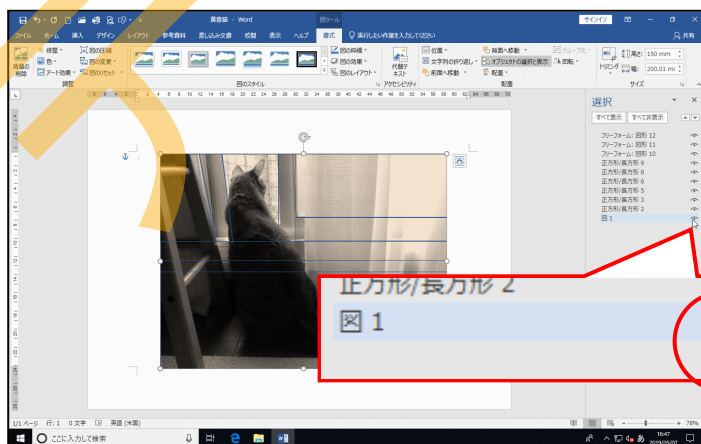 黄昏猫 - Word
図ツール
サインイン
ファイル ホーム 挿入 デザイン レイアウト 参考資料 差し込み文書 校閲 表示 ヘルプ 書式 実行したい作業を入力してください 共有
背景の削除
修整
色
アート効果
図の圧縮
図の変更
図のリセット
調整
図のスタイル
図の枠線
図の効果
図のレイアウト
代替テキスト
アクセシビリティ
位置
文字列の折り返し
前面へ移動
背面へ移動
オブジェクトの選択と表示
配置
グループ化
回転
配置
トリミング
高さ: 150 mm
幅: 200.01 m
サイズ
選択
すべて表示 すべて非表示
フリーフォーム: 図形 12
フリーフォーム: 図形 11
フリーフォーム: 図形 10
正方形/長方形 9
正方形/長方形 8
正方形/長方形 6
正方形/長方形 5
正方形/長方形 3
正方形/長方形 2
図 1
正方形/長方形 2
図 1
1/1 ページ 行: 1 0 文字 英語 (米国)
78%
ここに入力して検索
あ
16:47
2019/05/07